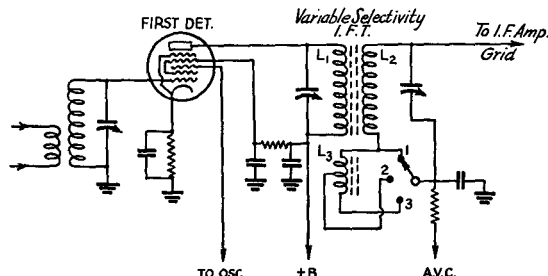 FIRST DET.
Variable Selectivity
I.F.T.
To I.F. Amp.
Grid
L1
L2
L3
1
2
3
TO OSC.
+B
A.V.C.